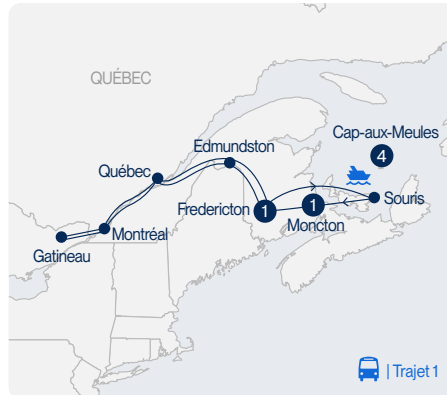 QUÉBEC
Edmundston
Cap-aux-Meules
4
Québec
Souris
Fredericton
1
1
Moncton
Montréal
Gatineau
| Trajet 1